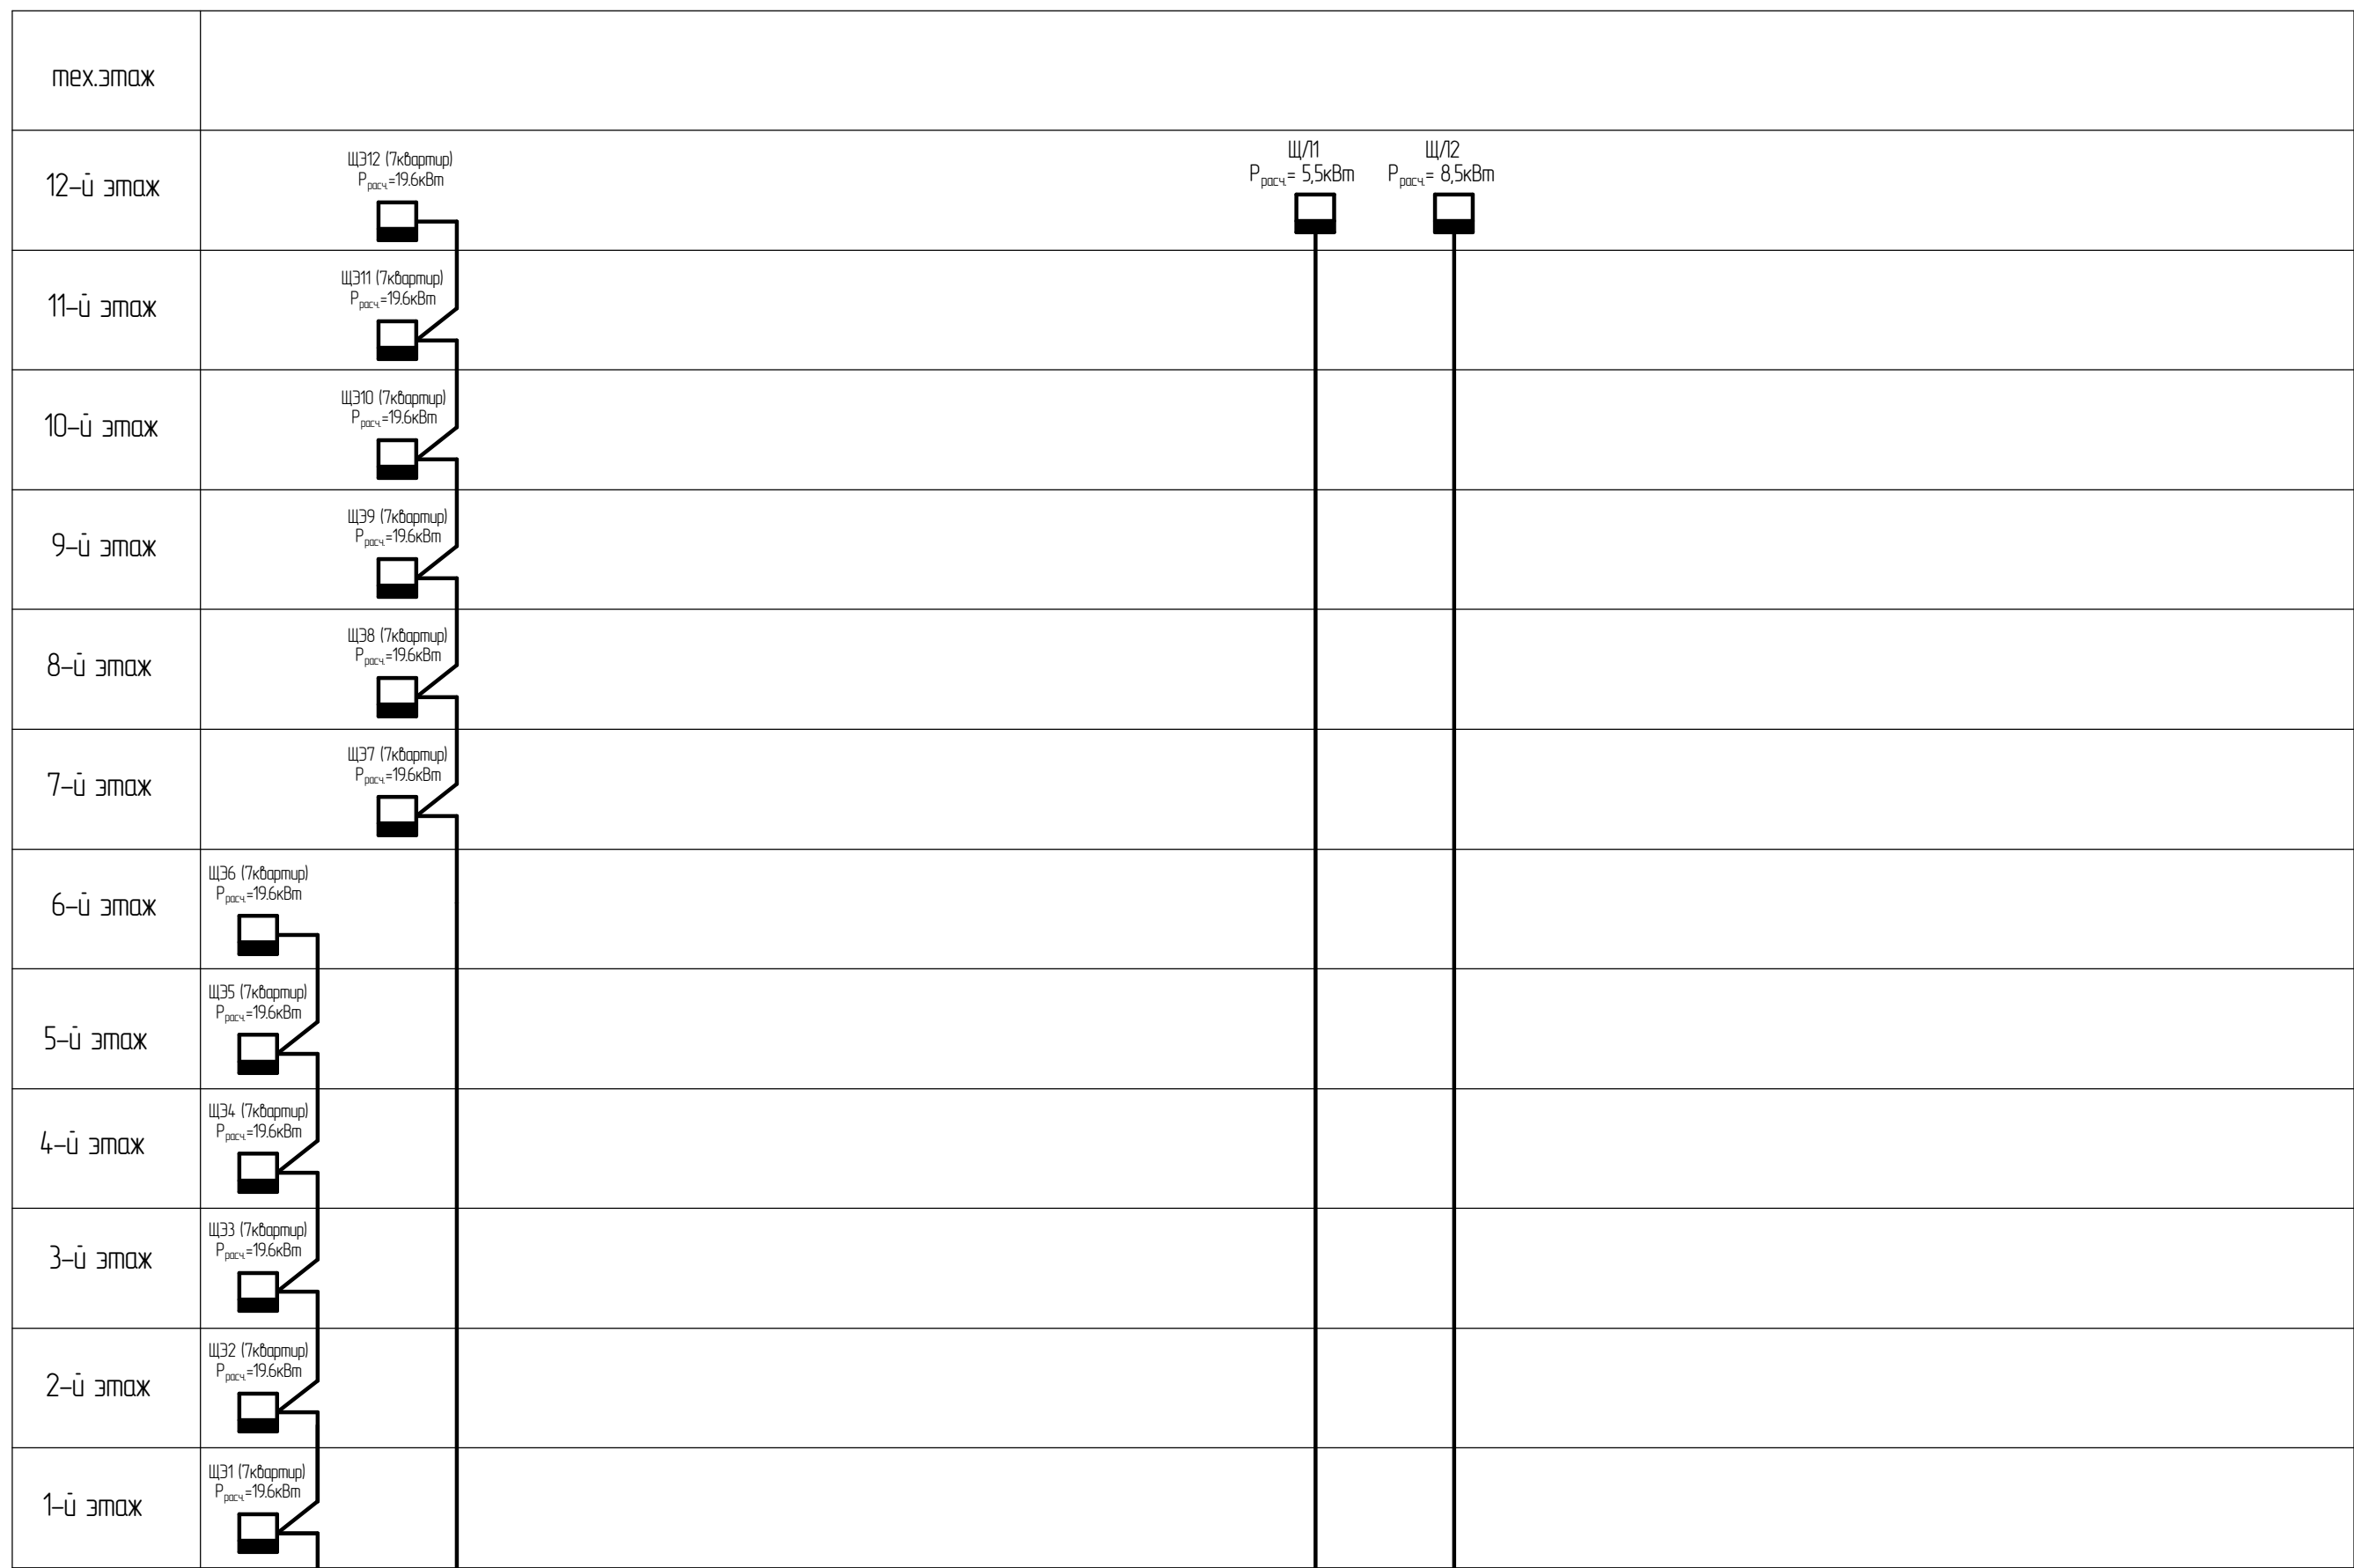 тех.этаж
12-й этаж
ЩЭ12 (7квартир)
Pрасч.=19.6кВт
ЩЛ1
Pрасч.= 5,5кВт
ЩЛ2
Pрасч.= 8,5кВт
11-й этаж
ЩЭ11 (7квартир)
Pрасч.=19.6кВт
10-й этаж
ЩЭ10 (7квартир)
Pрасч.=19.6кВт
9-й этаж
ЩЭ9 (7квартир)
Pрасч.=19.6кВт
8-й этаж
ЩЭ8 (7квартир)
Pрасч.=19.6кВт
7-й этаж
ЩЭ7 (7квартир)
Pрасч.=19.6кВт
6-й этаж
ЩЭ6 (7квартир)
Pрасч.=19.6кВт
5-й этаж
ЩЭ5 (7квартир)
Pрасч.=19.6кВт
4-й этаж
ЩЭ4 (7квартир)
Pрасч.=19.6кВт
3-й этаж
ЩЭ3 (7квартир)
Pрасч.=19.6кВт
2-й этаж
ЩЭ2 (7квартир)
Pрасч.=19.6кВт
1-й этаж
ЩЭ1 (7квартир)
Pрасч.=19.6кВт